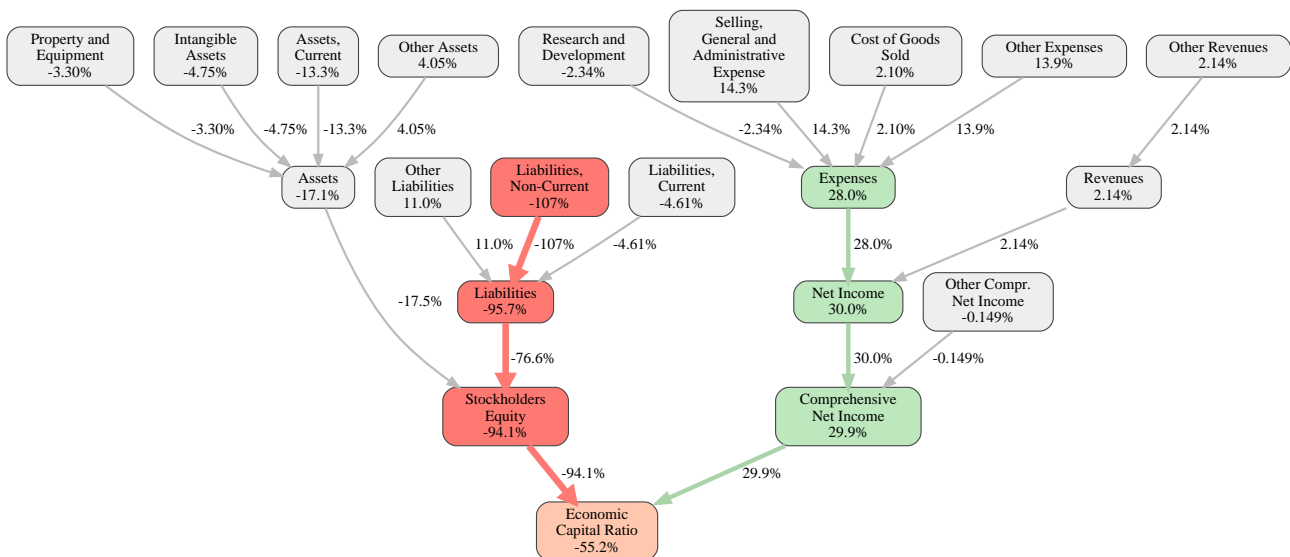 Property and
Equipment
-3.30%
Intangible
Assets
-4.75%
Assets,
Current
-13.3%
Other Assets
4.05%
Research and
Development
-2.34%
Selling,
General and
Administrative
Expense
14.3%
Cost of Goods
Sold
2.10%
Other Expenses
13.9%
Other Revenues
2.14%
-3.30%
-4.75%
-13.3%
4.05%
-2.34%
14.3%
2.10%
13.9%
2.14%
Assets
-17.1%
Other
Liabilities
11.0%
Liabilities,
Non-Current
-107%
Liabilities,
Current
-4.61%
Expenses
28.0%
Revenues
2.14%
11.0%
-107%
-4.61%
28.0%
2.14%
-17.5%
Liabilities
-95.7%
Net Income
30.0%
Other Compr.
Net Income
-0.149%
-76.6%
30.0%
-0.149%
Stockholders
Equity
-94.1%
Comprehensive
Net Income
29.9%
-94.1%
29.9%
Economic
Capital Ratio
-55.2%